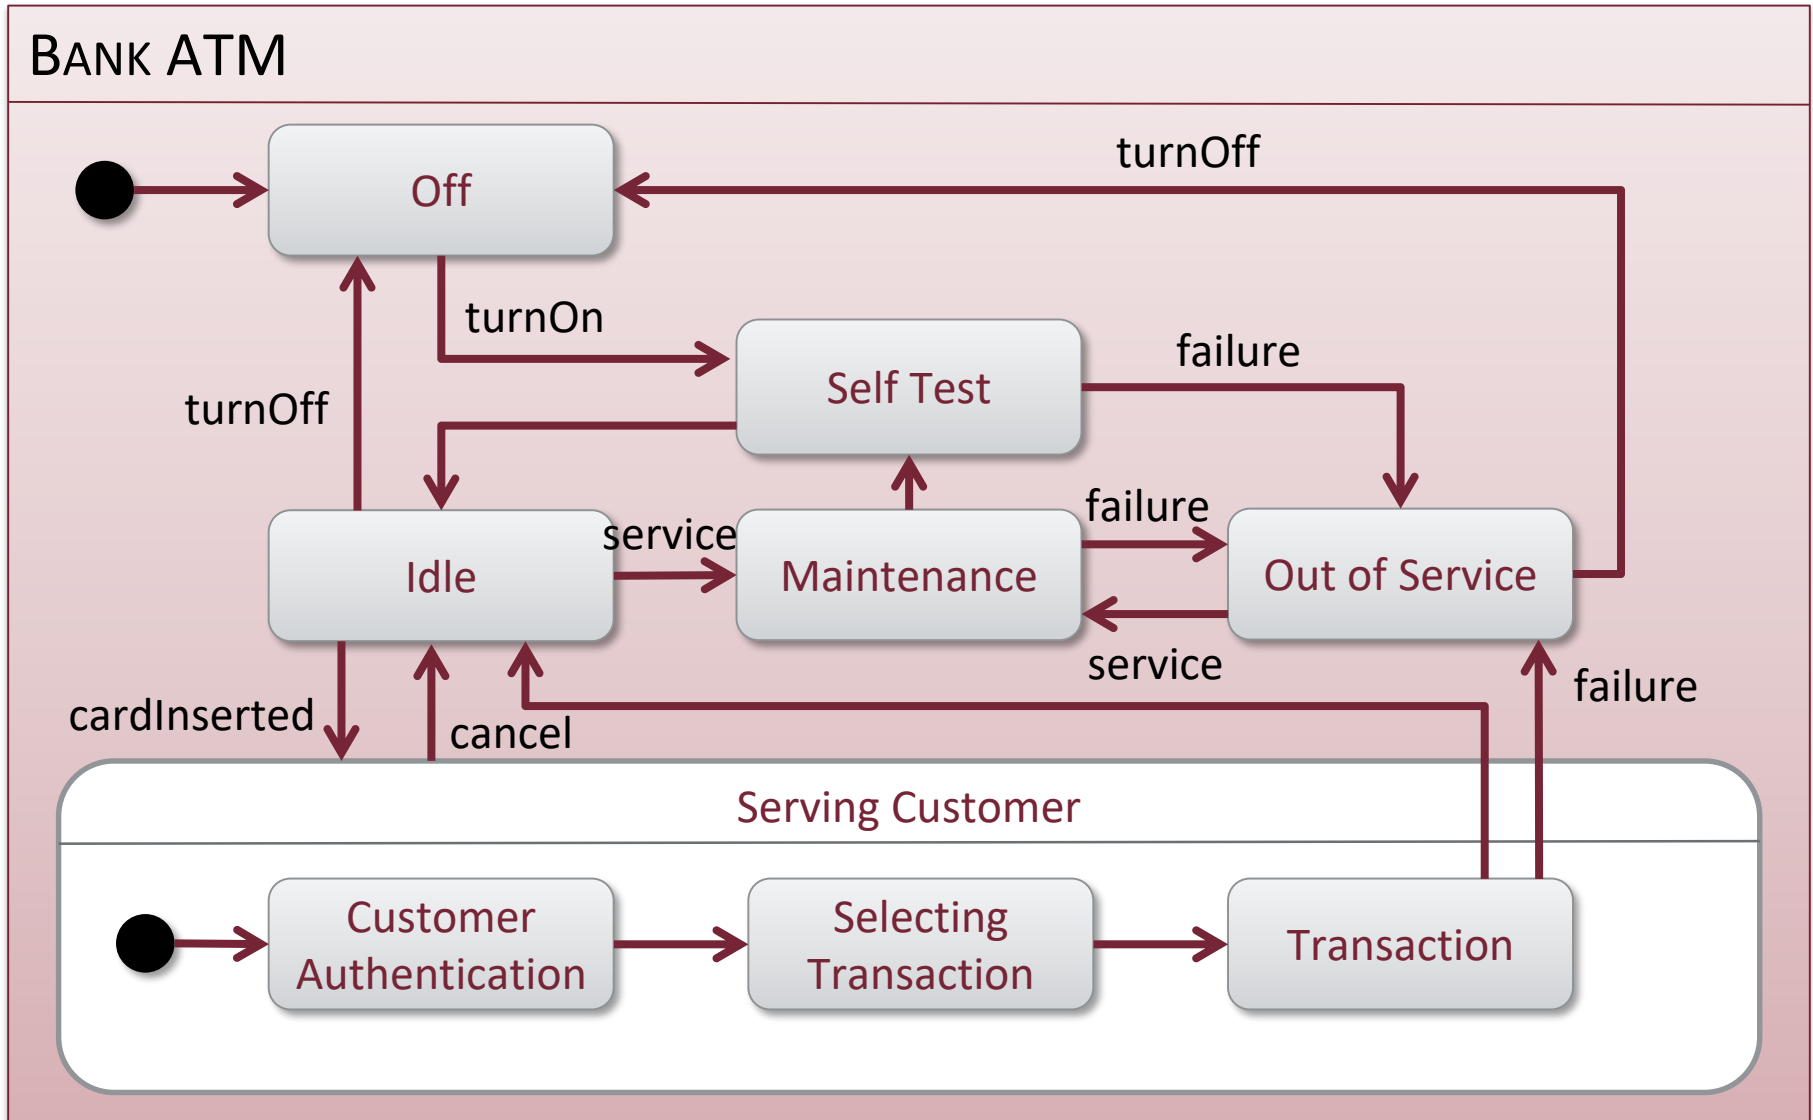 BANK ATM
turnOff
Off
turnOn
failure
Self Test
turnOff
failure
service
Idle
Maintenance
Out of Service
service
failure
cardInserted
cancel
Serving Customer
Customer
Authentication
Selecting
Transaction
Transaction